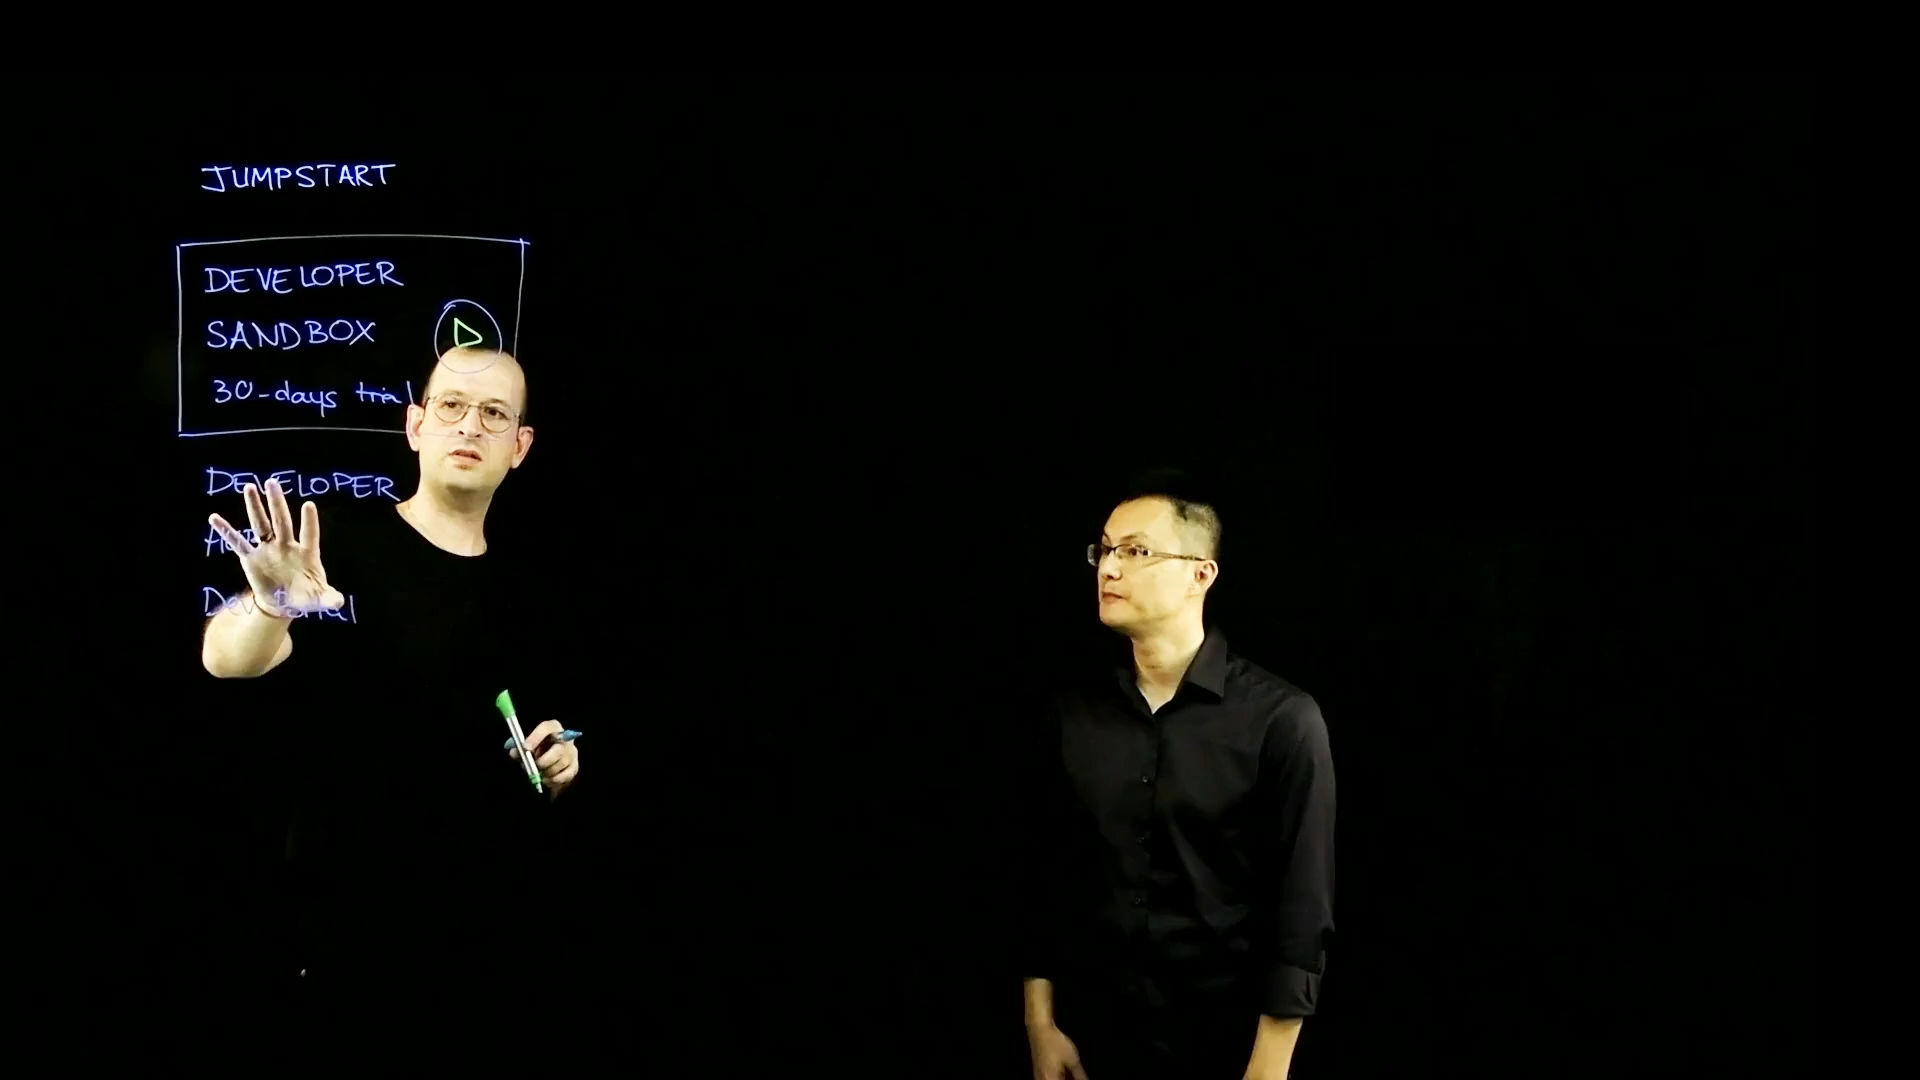 JUMPSTART
DEVELOPER
SANDBOX
30-days trial
DEVELOPER